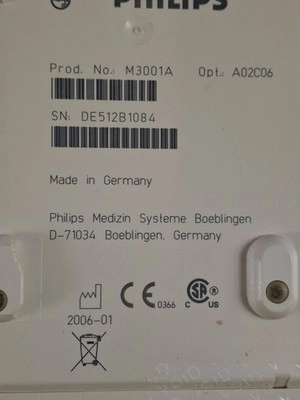 PHILIPS
Prod. No.: M3001A Opt.: A02C06
SN: DE512B1084
Made in Germany
Philips Medizin Systeme Boeblingen
D-71034 Boeblingen, Germany
CE 0366
C US
2006-01